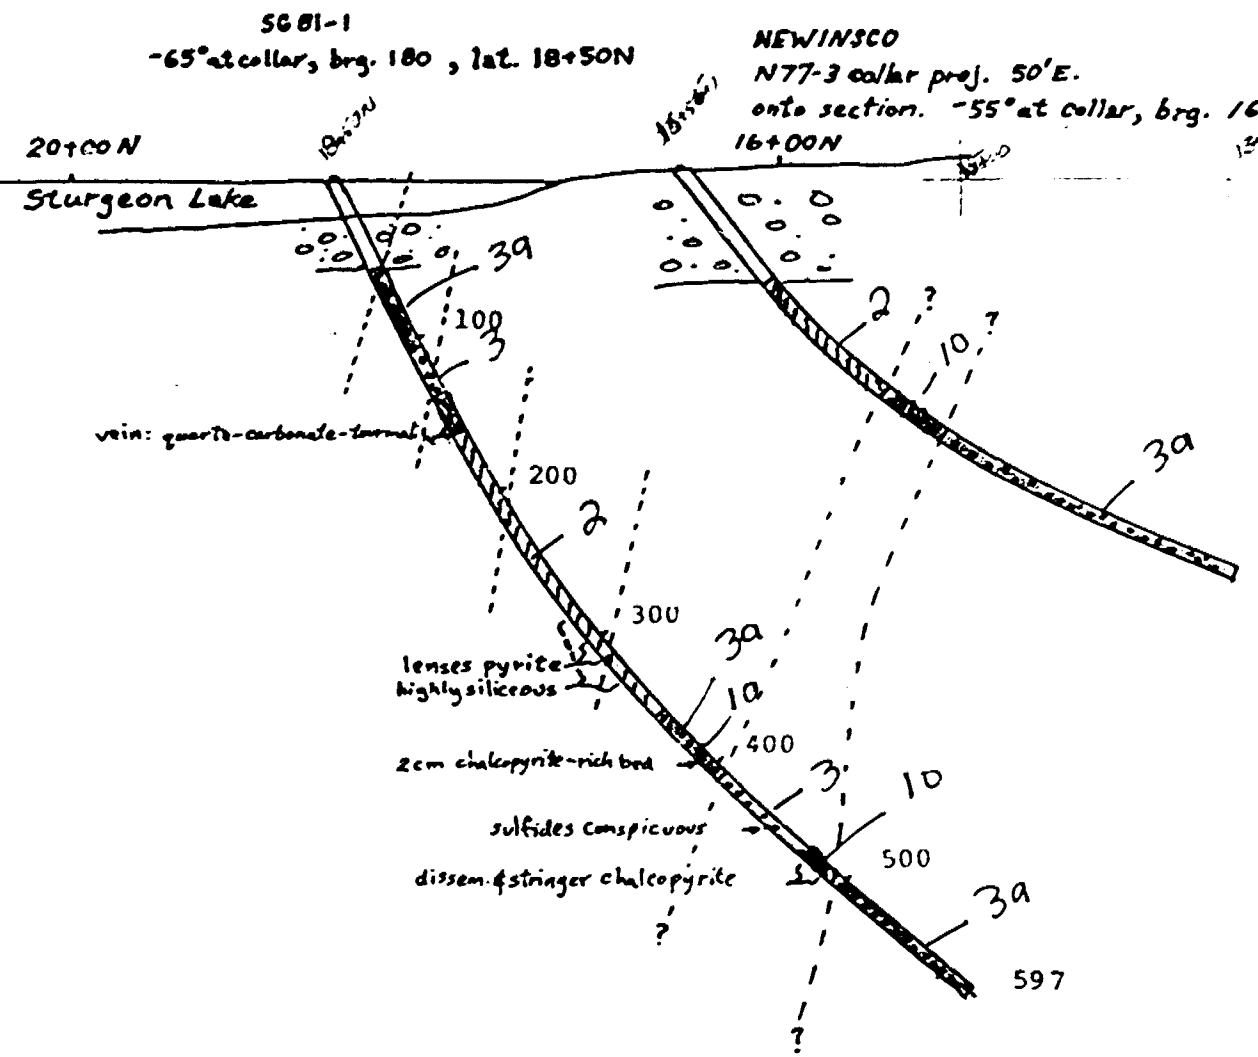 SG 81-1
-65° at collar, brg. 180 , lat. 18+50N
NEWINSCO
N77-3 collar proj. 50'E.
onto section. -55° at collar, brg. 16
20+00N
16+00N
Sturgeon Lake
3a
100
3
2
?
10
?
vein: quartz-carbonate-tourmal
200
3a
2
300
lenses pyrite
highly siliceous
3a
1a
2cm chalcopyrite-rich bed
400
3
10
sulfides conspicuous
500
dissem. & stringer chalcopyrite
3a
?
597
?